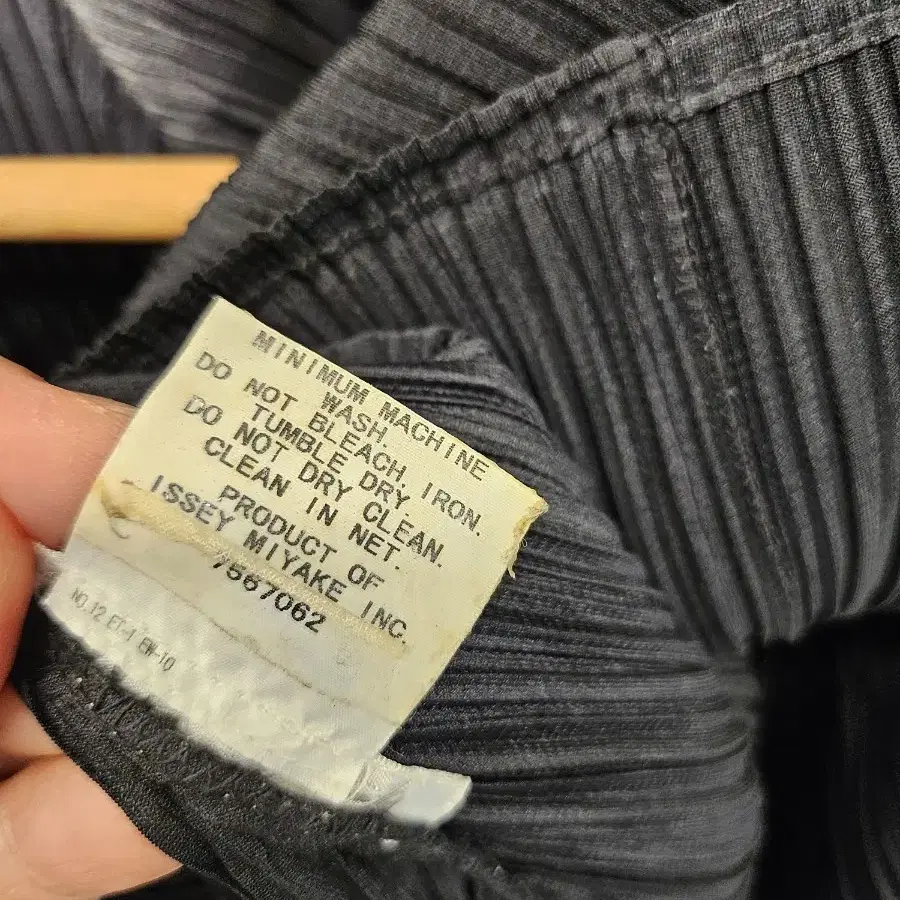 MINIMUM MACHINE
WASH.
DO NOT BLEACH, IRON.
TUMBLE DRY.
DO NOT DRY CLEAN.
CLEAN IN NET.
PRODUCT OF
ISSEY MIYAKE INC.
7567062
NO.12 ET-1 EW-10